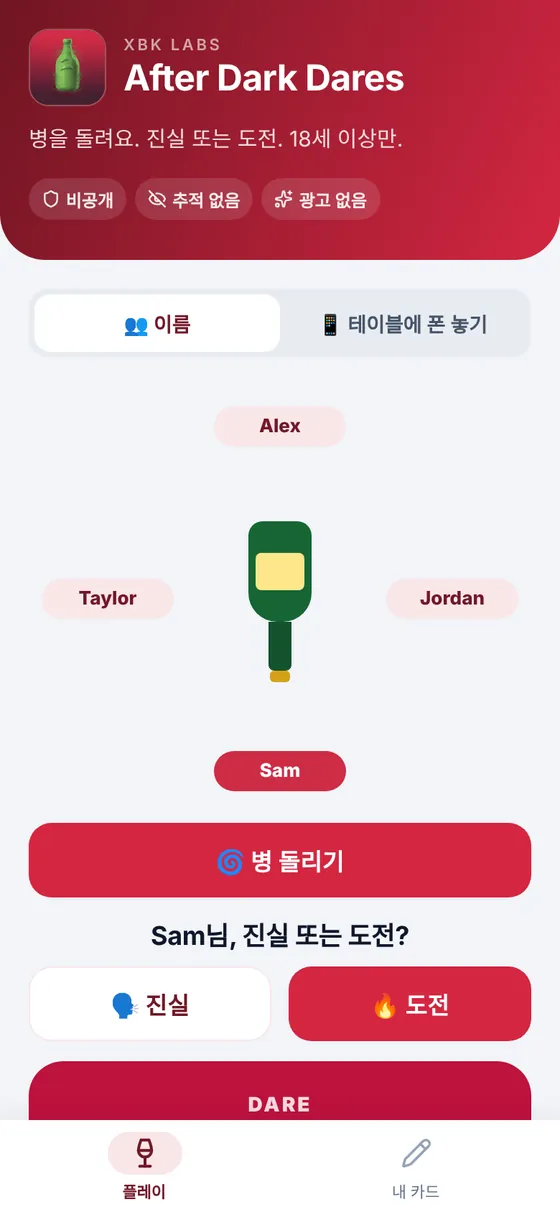 XBK LABS
After Dark Dares
병을 돌려요. 진실 또는 도전. 18세 이상만.
비공개
추적 없음
광고 없음
이름
테이블에 폰 놓기
Alex
Taylor
Jordan
Sam
병 돌리기
Sam님, 진실 또는 도전?
진실
도전
DARE
플레이
내 카드